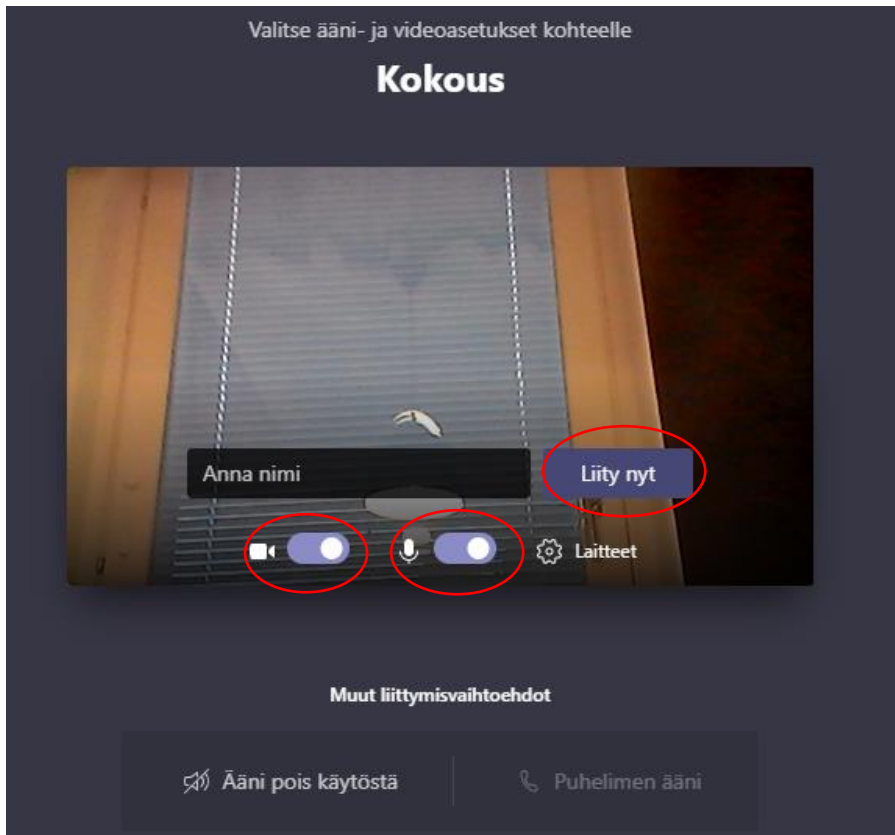 Valitse ääni- ja videoasetukset kohteelle
Kokous
Anna nimi
Liity nyt
Laitteet
Muut liittymisvaihtoehdot
Ääni pois käytöstä
Puhelimen ääni